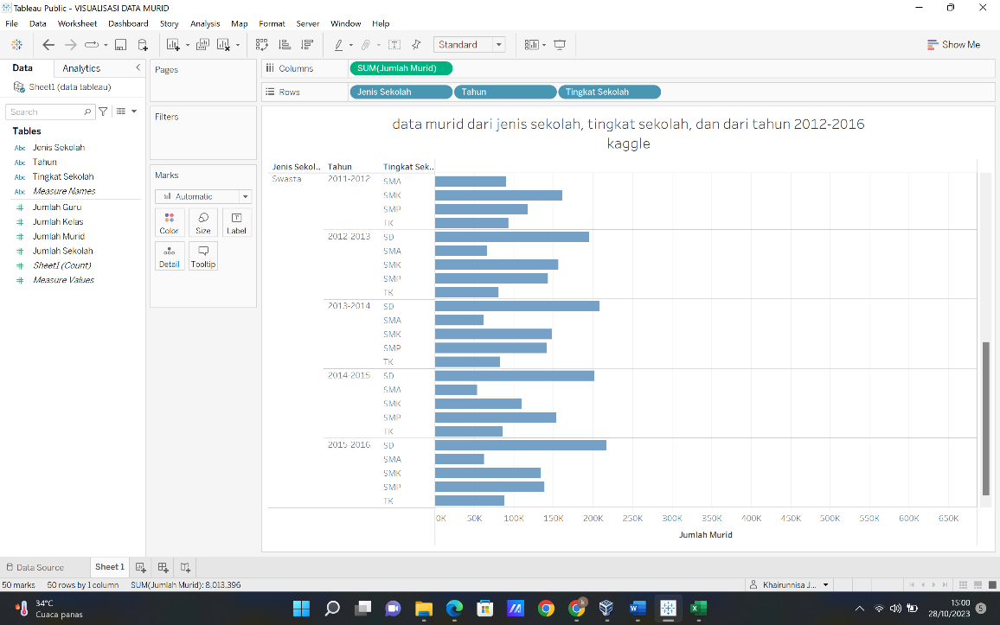 Tableau Public - VISUALISASI DATA MURID
File Data Worksheet Dashboard Story Analysis Map Format Server Window Help
Standard
Show Me
Data Analytics
Sheet1 (data tableau)
Search
Tables
Abc Jenis Sekolah
Abc Tahun
Abc Tingkat Sekolah
Abc Measure Names
# Jumlah Guru
# Jumlah Kelas
# Jumlah Murid
# Jumlah Sekolah
# Sheet1 (Count)
# Measure Values
Pages
Filters
Marks
Automatic
Color Size Label
Detail Tooltip
Columns SUM(Jumlah Murid)
Rows Jenis Sekolah Tahun Tingkat Sekolah
data murid dari jenis sekolah, tingkat sekolah, dan dari tahun 2012-2016
kaggle
Jenis Sekol.. Tahun Tingkat Sek..
Swasta 2011-2012 SMA
SMK
SMP
TK
2012-2013 SD
SMA
SMK
SMP
TK
2013-2014 SD
SMA
SMK
SMP
TK
2014-2015 SD
SMA
SMK
SMP
TK
2015-2016 SD
SMA
SMK
SMP
TK
0K 50K 100K 150K 200K 250K 300K 350K 400K 450K 500K 550K 600K 650K
Jumlah Murid
Data Source Sheet 1
50 marks 50 rows by 1 column SUM(Jumlah Murid): 8.013.396
Khairunnisa J...
34°C
Cuaca panas
15:00
28/10/2023
5